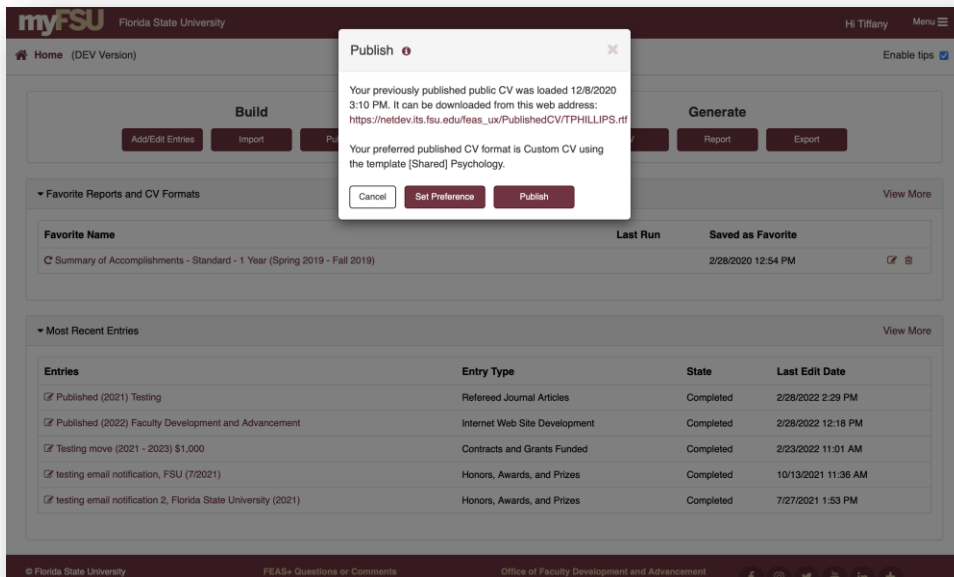 myFSU Florida State University
Hi Tiffany Menu
Home (DEV Version)
Enable tips
Publish
Your previously published public CV was loaded 12/8/2020
3:10 PM. It can be downloaded from this web address:
https://netdev.its.fsu.edu/feas_ux/PublishedCV/TPHILLIPS.rtf
Your preferred published CV format is Custom CV using
the template [Shared] Psychology.
Cancel Set Preference Publish
Build Generate
Add/Edit Entries Import Report Export
Favorite Reports and CV Formats View More
Favorite Name Last Run Saved as Favorite
Summary of Accomplishments - Standard - 1 Year (Spring 2019 - Fall 2019) 2/28/2020 12:54 PM
Most Recent Entries View More
Entries Entry Type State Last Edit Date
Published (2021) Testing Refereed Journal Articles Completed 2/28/2022 2:29 PM
Published (2022) Faculty Development and Advancement Internet Web Site Development Completed 2/28/2022 12:18 PM
Testing move (2021 - 2023) $1,000 Contracts and Grants Funded Completed 2/23/2022 11:01 AM
testing email notification, FSU (7/2021) Honors, Awards, and Prizes Completed 10/13/2021 11:36 AM
testing email notification 2, Florida State University (2021) Honors, Awards, and Prizes Completed 7/27/2021 1:53 PM
© Florida State University FEAS+ Questions or Comments Office of Faculty Development and Advancement